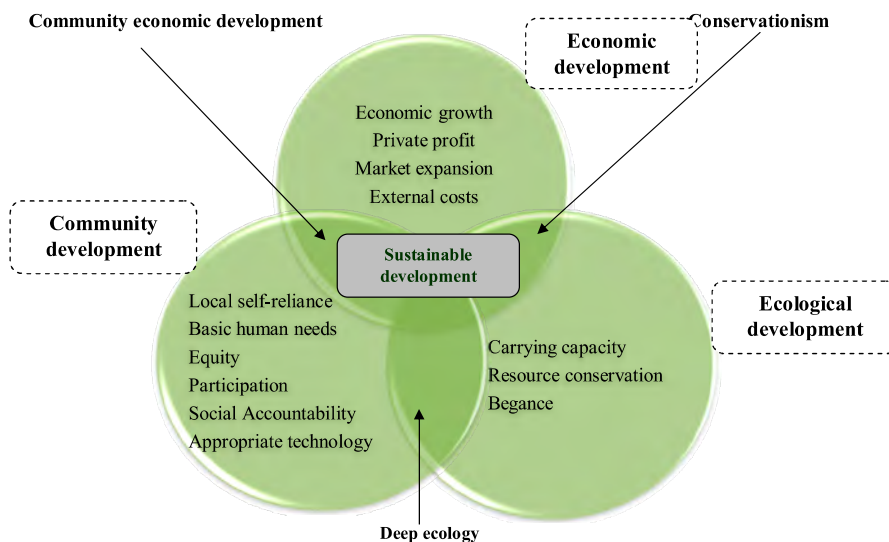 Community economic development
Conservationism
Economic
development
Economic growth
Private profit
Market expansion
External costs
Community
development
Sustainable
development
Local self-reliance
Basic human needs
Equity
Participation
Social Accountability
Appropriate technology
Ecological
development
Carrying capacity
Resource conservation
Begance
Deep ecology